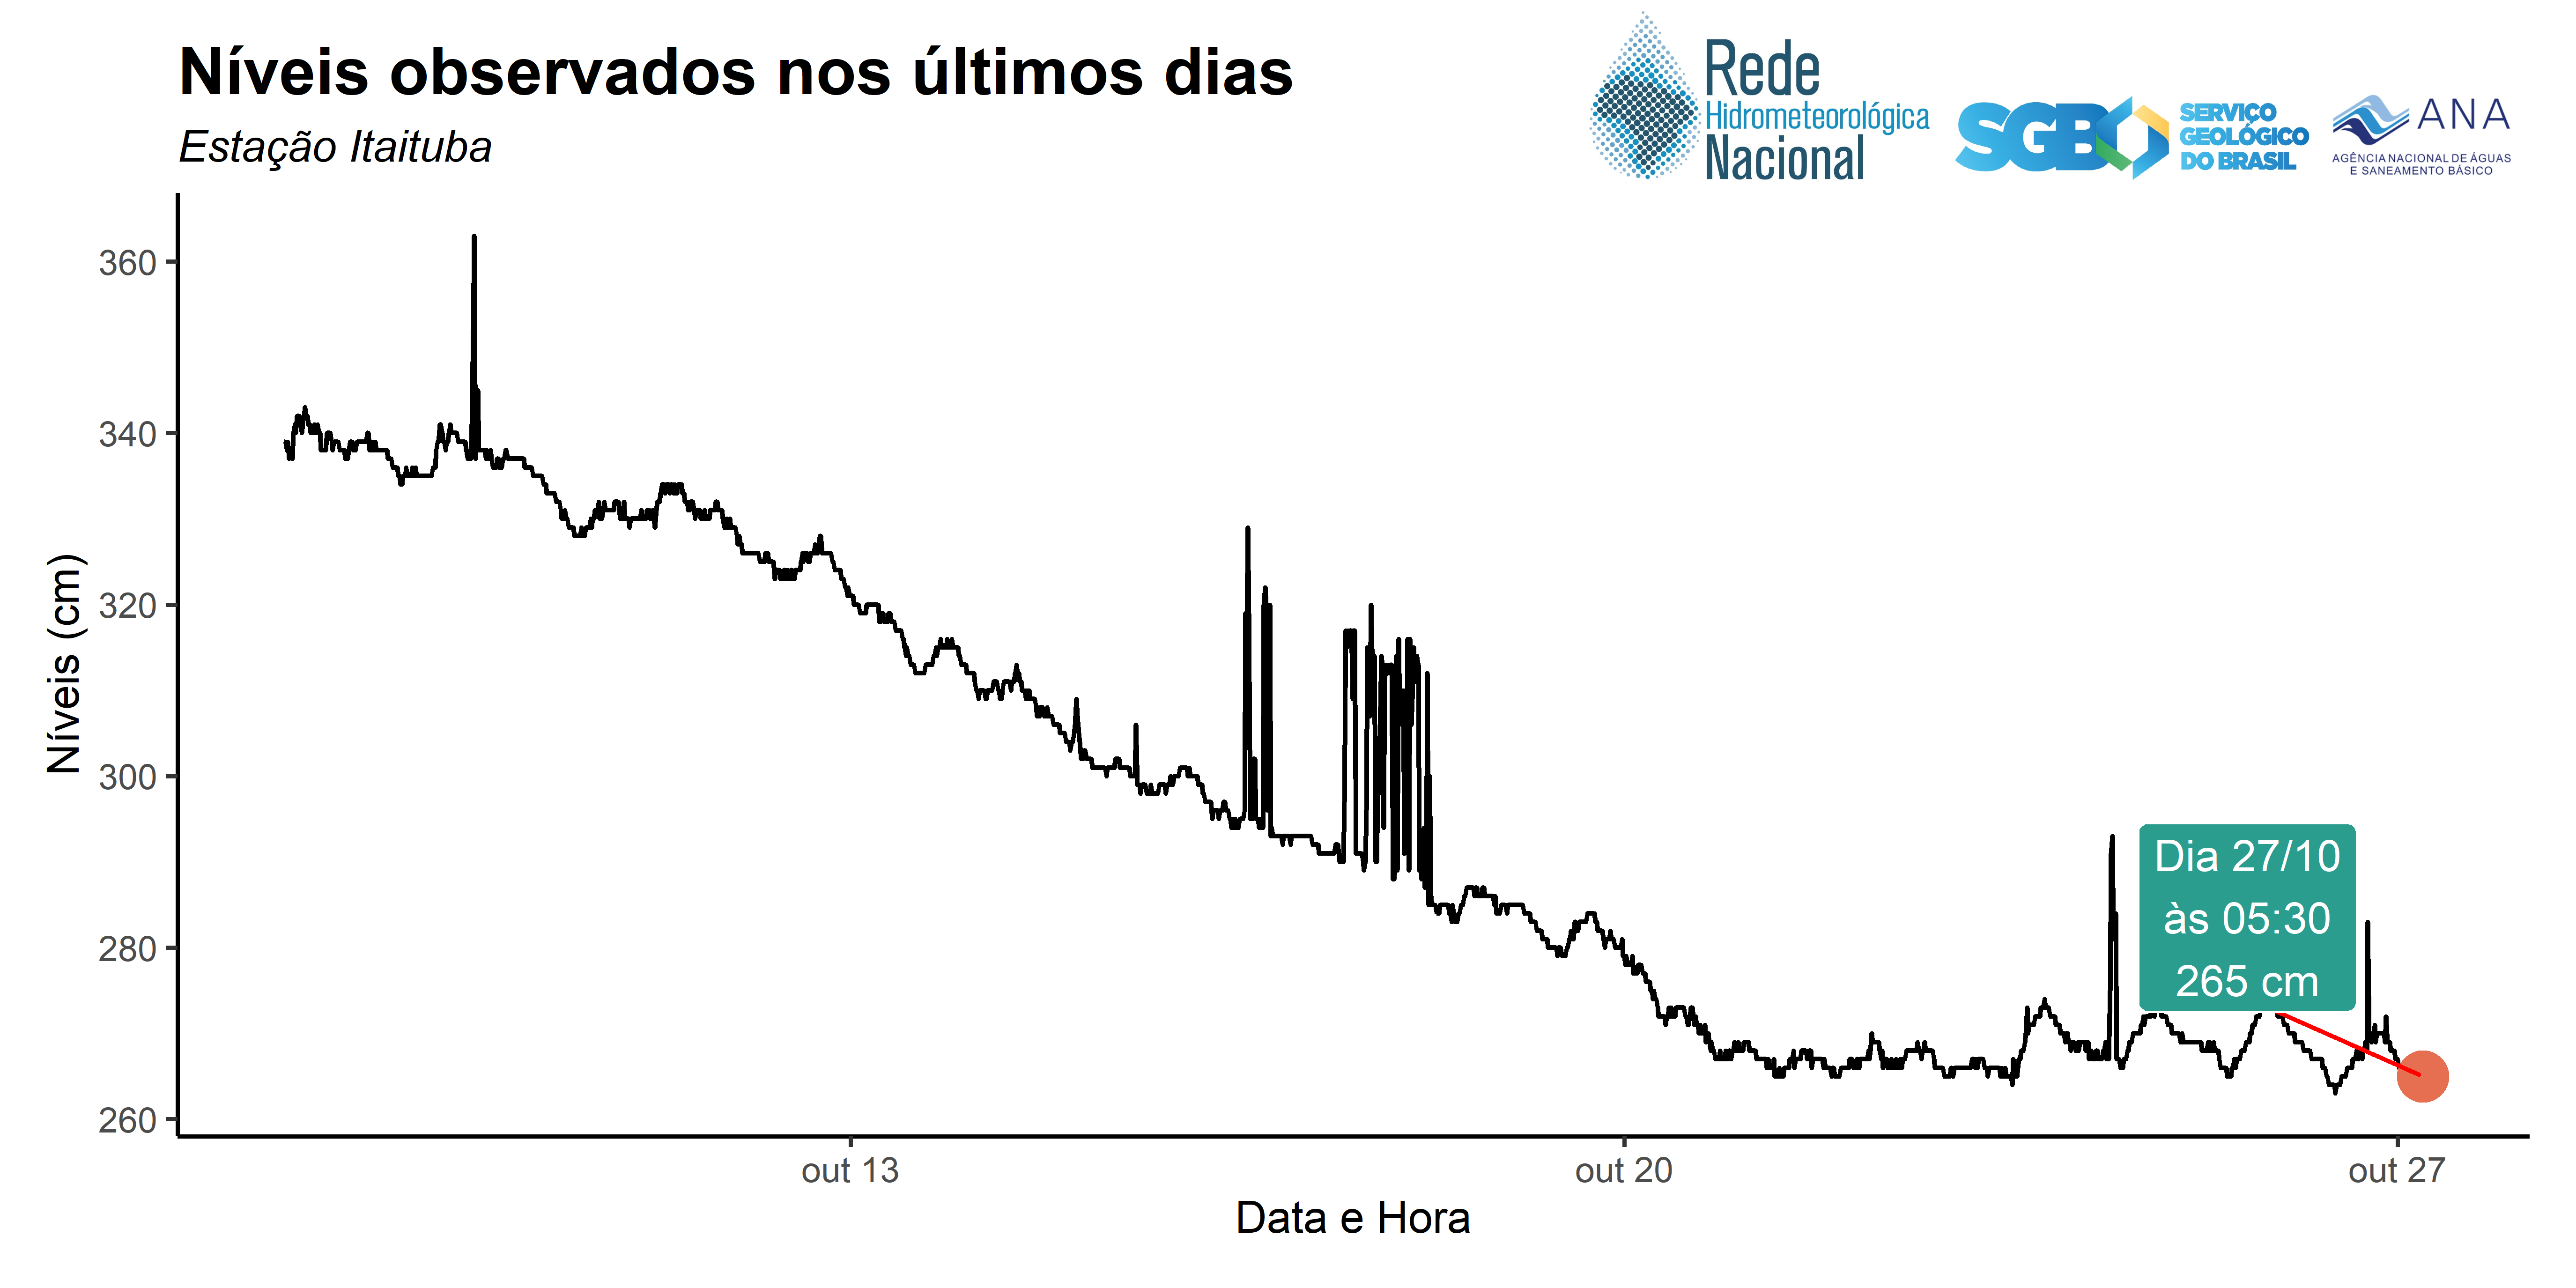 Níveis observados nos últimos dias
Estação Itaituba
Rede
Hidrometeorológica
Nacional
SGB
SERVIÇO
GEOLÓGICO
DO BRASIL
ANA
AGÊNCIA NACIONAL DE ÁGUAS
E SANEAMENTO BÁSICO
Níveis (cm)
360
340
320
300
280
260
Dia 27/10
às 05:30
265 cm
out 13
out 20
out 27
Data e Hora